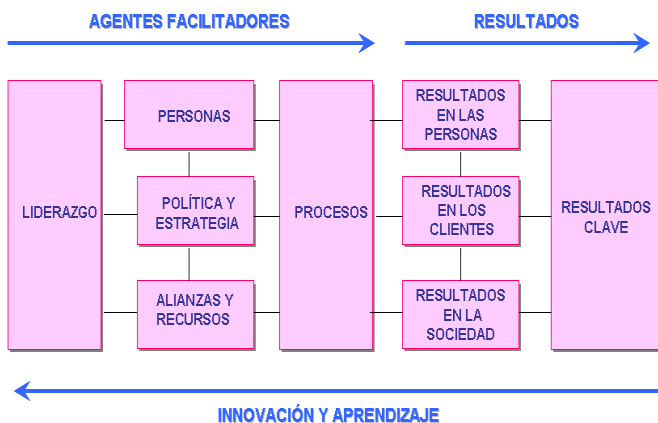 AGENTES FACILITADORES
RESULTADOS
LIDERAZGO
PERSONAS
POLÍTICA Y
ESTRATEGIA
ALIANZAS Y
RECURSOS
PROCESOS
RESULTADOS
EN LAS
PERSONAS
RESULTADOS
EN LOS
CLIENTES
RESULTADOS
EN LA
SOCIEDAD
RESULTADOS
CLAVE
INNOVACIÓN Y APRENDIZAJE